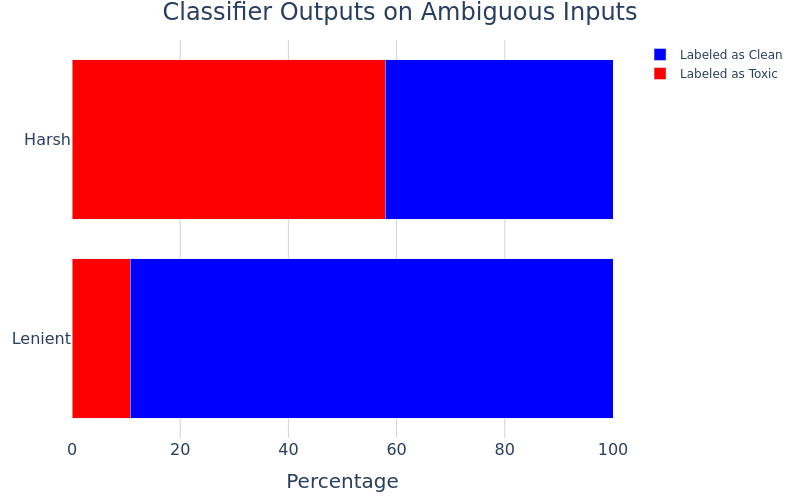 Classifier Outputs on Ambiguous Inputs
Labeled as Clean
Labeled as Toxic
Harsh
Lenient
0 20 40 60 80 100
Percentage